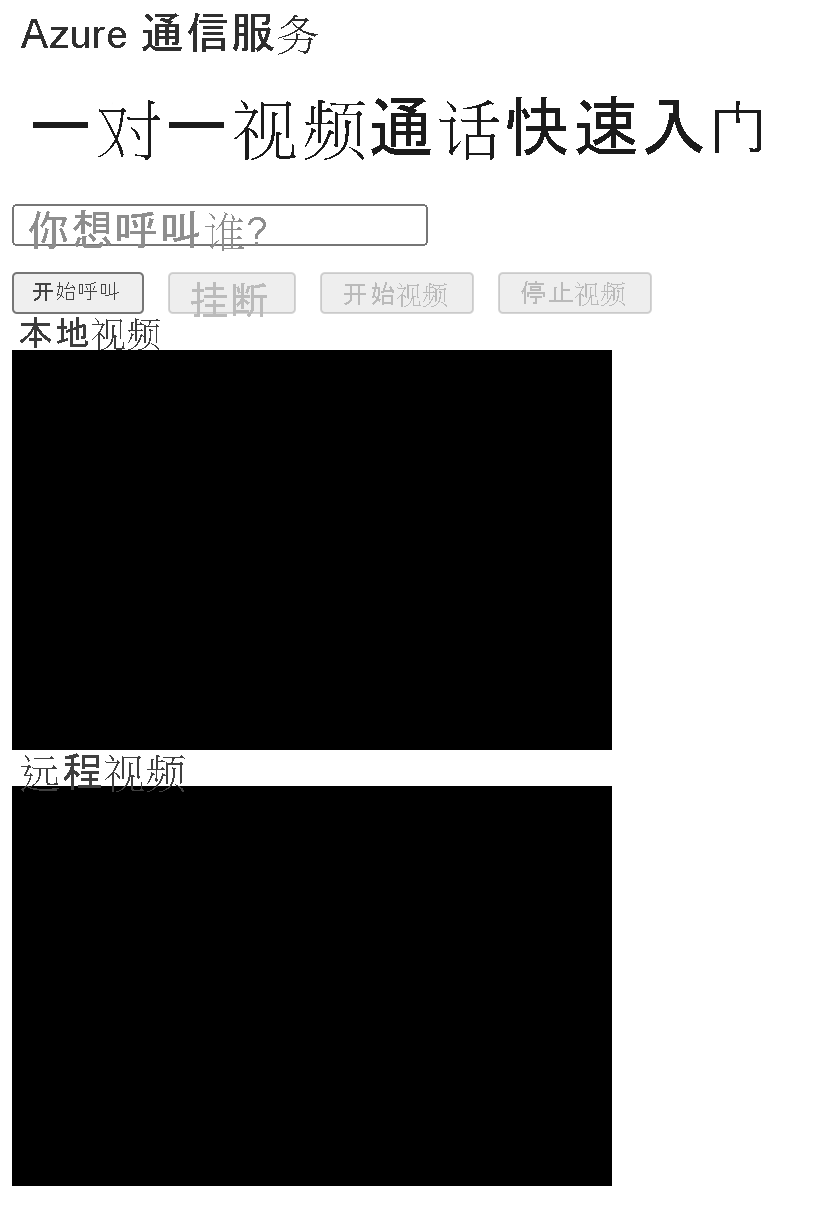 Azure 通信服务
一对一视频通话快速入门
你想呼叫谁?
开始呼叫 挂断 开始视频 停止视频
本地视频
远程视频